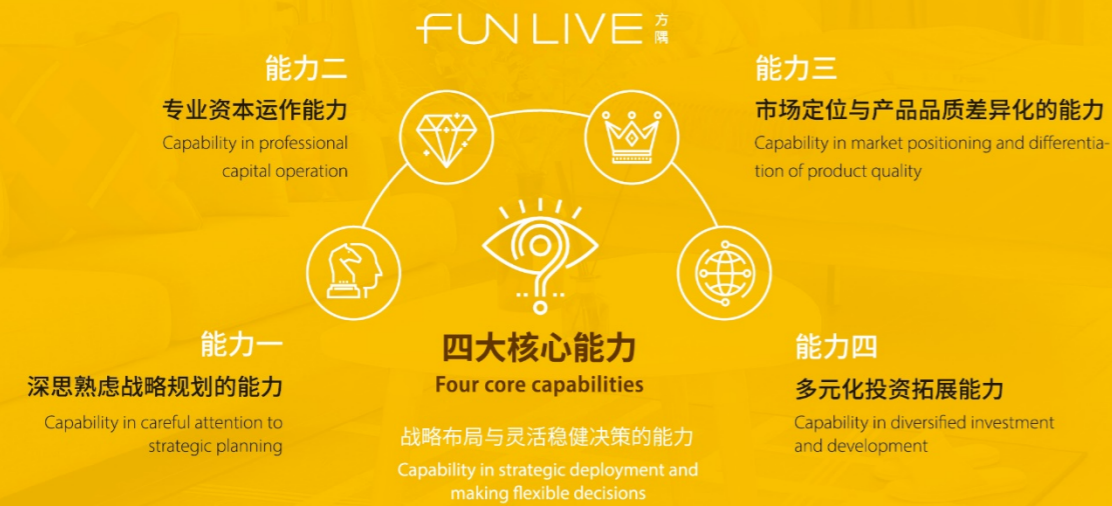 FUNLIVE 方隅
能力二
专业资本运作能力
Capability in professional
capital operation
能力三
市场定位与产品品质差异化的能力
Capability in market positioning and differentia-
tion of product quality
能力一
深思熟虑战略规划的能力
Capability in careful attention to
strategic planning
四大核心能力
Four core capabilities
战略布局与灵活稳健决策的能力
Capability in strategic deployment and
making flexible decisions
能力四
多元化投资拓展能力
Capability in diversified investment
and development